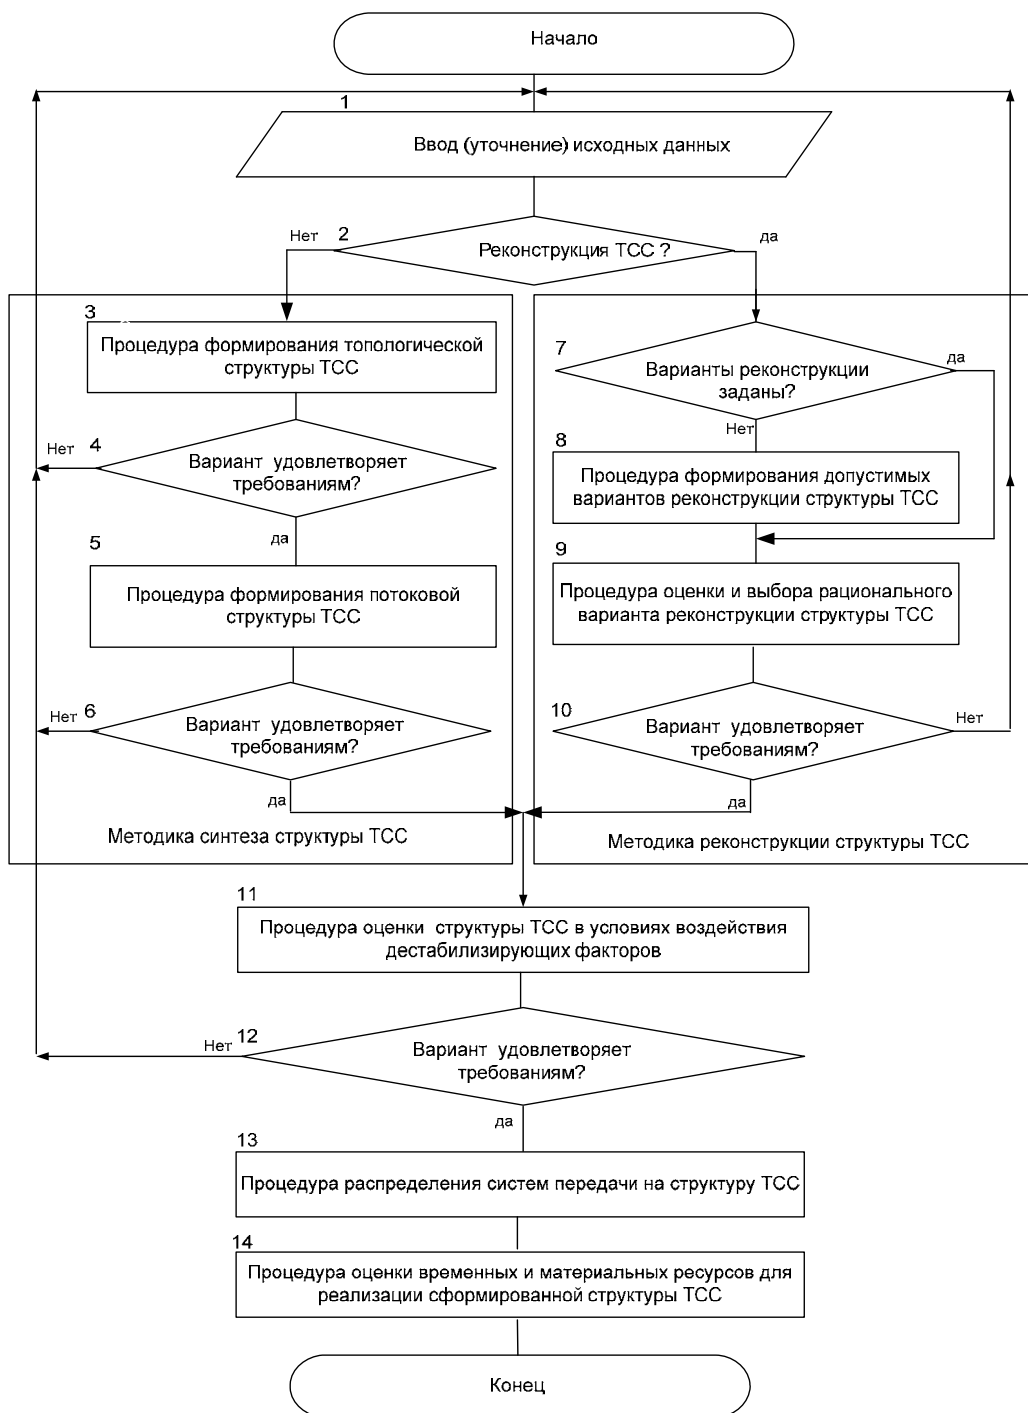 Начало
1
Ввод (уточнение) исходных данных
Нет
2
Реконструкция ТСС ?
да
3
Процедура формирования топологической
структуры ТСС
Нет
4
Вариант удовлетворяет
требованиям?
да
5
Процедура формирования потоковой
структуры ТСС
Нет
6
Вариант удовлетворяет
требованиям?
да
Методика синтеза структуры ТСС
7
Варианты реконструкции
заданы?
да
Нет
8
Процедура формирования допустимых
вариантов реконструкции структуры ТСС
9
Процедура оценки и выбора рационального
варианта реконструкции структуры ТСС
10
Вариант удовлетворяет
требованиям?
Нет
да
Методика реконструкции структуры ТСС
11
Процедура оценки структуры ТСС в условиях воздействия
дестабилизирующих факторов
Нет
12
Вариант удовлетворяет
требованиям?
да
13
Процедура распределения систем передачи на структуру ТСС
14
Процедура оценки временных и материальных ресурсов для
реализации сформированной структуры ТСС
Конец